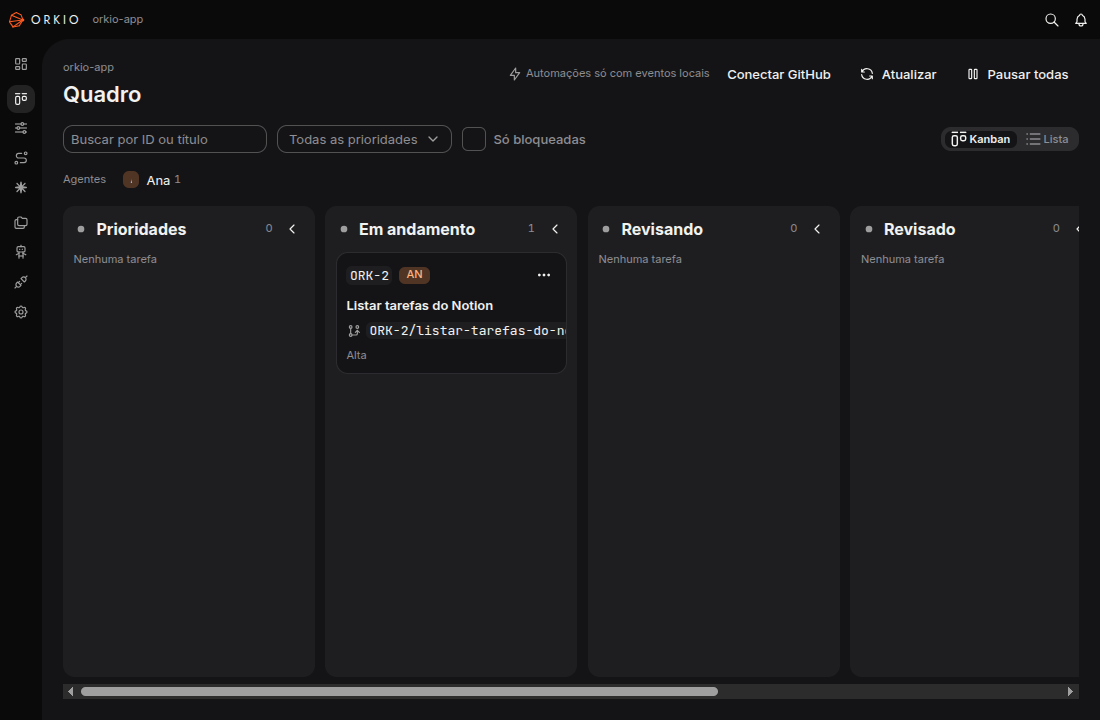 ORKIO orkio-app
orkio-app
Quadro
Automações só com eventos locais
Conectar GitHub
Atualizar
Pausar todas
Buscar por ID ou título
Todas as prioridades
Só bloqueadas
Kanban
Lista
Agentes
Ana 1
Prioridades 0
Nenhuma tarefa
Em andamento 1
ORK-2 AN
Listar tarefas do Notion
ORK-2/listar-tarefas-do-no
Alta
Revisando 0
Nenhuma tarefa
Revisado 0
Nenhuma tarefa